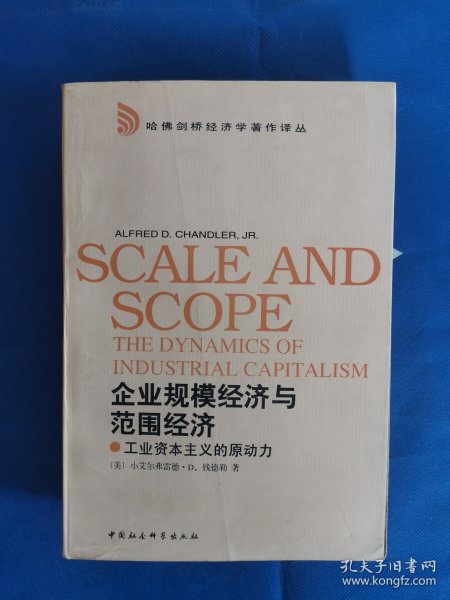 哈佛剑桥经济学著作译丛
ALFRED D. CHANDLER, JR.
SCALE AND
SCOPE
THE DYNAMICS OF
INDUSTRIAL CAPITALISM
企业规模经济与
范围经济
工业资本主义的原动力
〔美〕小艾尔弗雷德·D. 钱德勒 著
中国社会科学出版社
孔夫子旧书网
www.kongfz.com